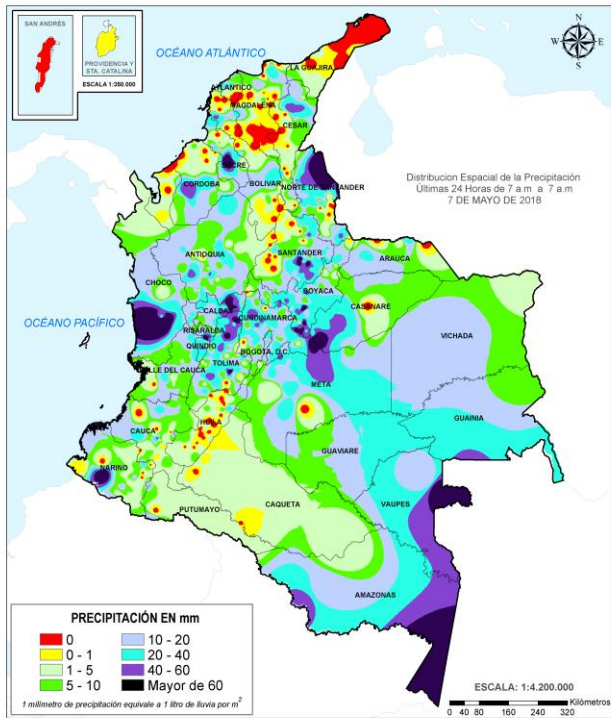 SAN ANDRÉS
PROVIDENCIA Y
STA. CATALINA
ESCALA 1:350.000
OCÉANO ATLÁNTICO
N
W
E
S
LA GUAJIRA
ATLANTICO
MAGDALENA
CESAR
SUCRE
CORDOBA
BOLIVAR
NORTE DE SANTANDER
Distribucion Espacial de la Precipitación
Últimas 24 Horas de 7 a.m a 7 a.m
7 DE MAYO DE 2018
ANTIOQUIA
SANTANDER
ARAUCA
CHOCO
BOYACA
CASANARE
OCÉANO PACÍFICO
CALDAS
RISARALDA
CUNDINAMARCA
VICHADA
QUINDIO
BOGOTA, D.C.
TOLIMA
VALLE DEL CAUCA
META
GUAINIA
CAUCA
HUILA
GUAVIARE
NARIÑO
VAUPES
PUTUMAYO
CAQUETA
AMAZONAS
PRECIPITACIÓN EN mm
0
10 - 20
0 - 1
20 - 40
1 - 5
40 - 60
5 - 10
Mayor de 60
1 milímetro de precipitación equivale a 1 litro de lluvia por m²
ESCALA: 1:4.200.000
Kilómetros
0 40 80 160 240 320